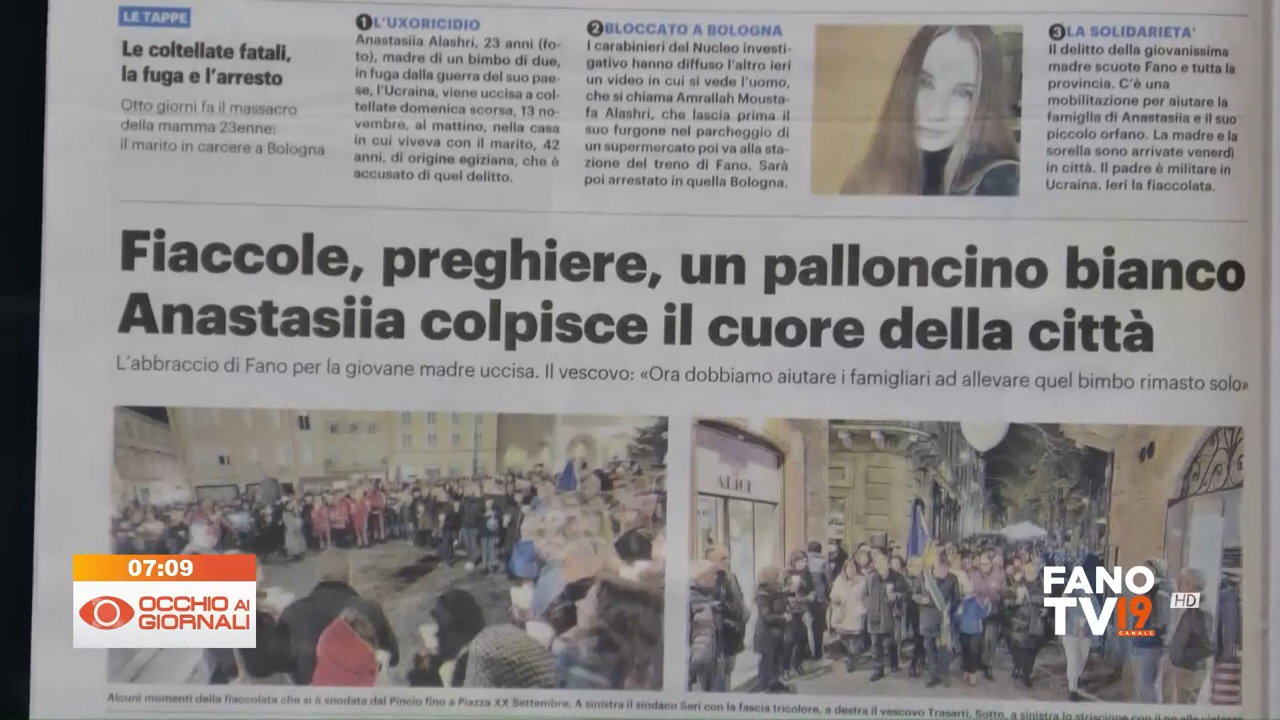 LE TAPPE
Le coltellate fatali,
la fuga e l'arresto
Otto giorni fa il massacro
della mamma 23enne:
il marito in carcere a Bologna
1 L'UXORICIDIO
Anastasiia Alashri, 23 anni (fo-
to), madre di un bimbo di due,
in fuga dalla guerra del suo pae-
se, l'Ucraina, viene uccisa a col-
tellate domenica scorsa, 13 no-
vembre, al mattino, nella casa
in cui viveva con il marito, 42
anni, di origine egiziana, che è
accusato di quel delitto.
2 BLOCCATO A BOLOGNA
I carabinieri del Nucleo investi-
gativo hanno diffuso l'altro ieri
un video in cui si vede l'uomo,
che si chiama Amrallah Mousta-
fa Alashri, che lascia prima il
suo furgone nel parcheggio di
un supermercato poi va alla sta-
zione del treno di Fano. Sarà
poi arrestato in quella Bologna.
3 LA SOLIDARIETA'
Il delitto della giovanissima
madre scuote Fano e tutta la
provincia. C'è una
mobilitazione per aiutare la
famiglia di Anastasiia e il suo
piccolo orfano. La madre e la
sorella sono arrivate venerdì
in città. Il padre è militare in
Ucraina. Ieri la fiaccolata.
Fiaccole, preghiere, un palloncino bianco
Anastasiia colpisce il cuore della città
L'abbraccio di Fano per la giovane madre uccisa. Il vescovo: «Ora dobbiamo aiutare i famigliari ad allevare quel bimbo rimasto solo»
ALICE
07:09
OCCHIO AI
GIORNALI
FANO
TV19
CANALE
HD
Alcuni momenti della fiaccolata che si è snodata dal Pincio fino a Piazza XX Settembre. A sinistra il sindaco Seri con la fascia tricolore, a destra il vescovo Trasarti. Sotto, a sinistra lo striscione con